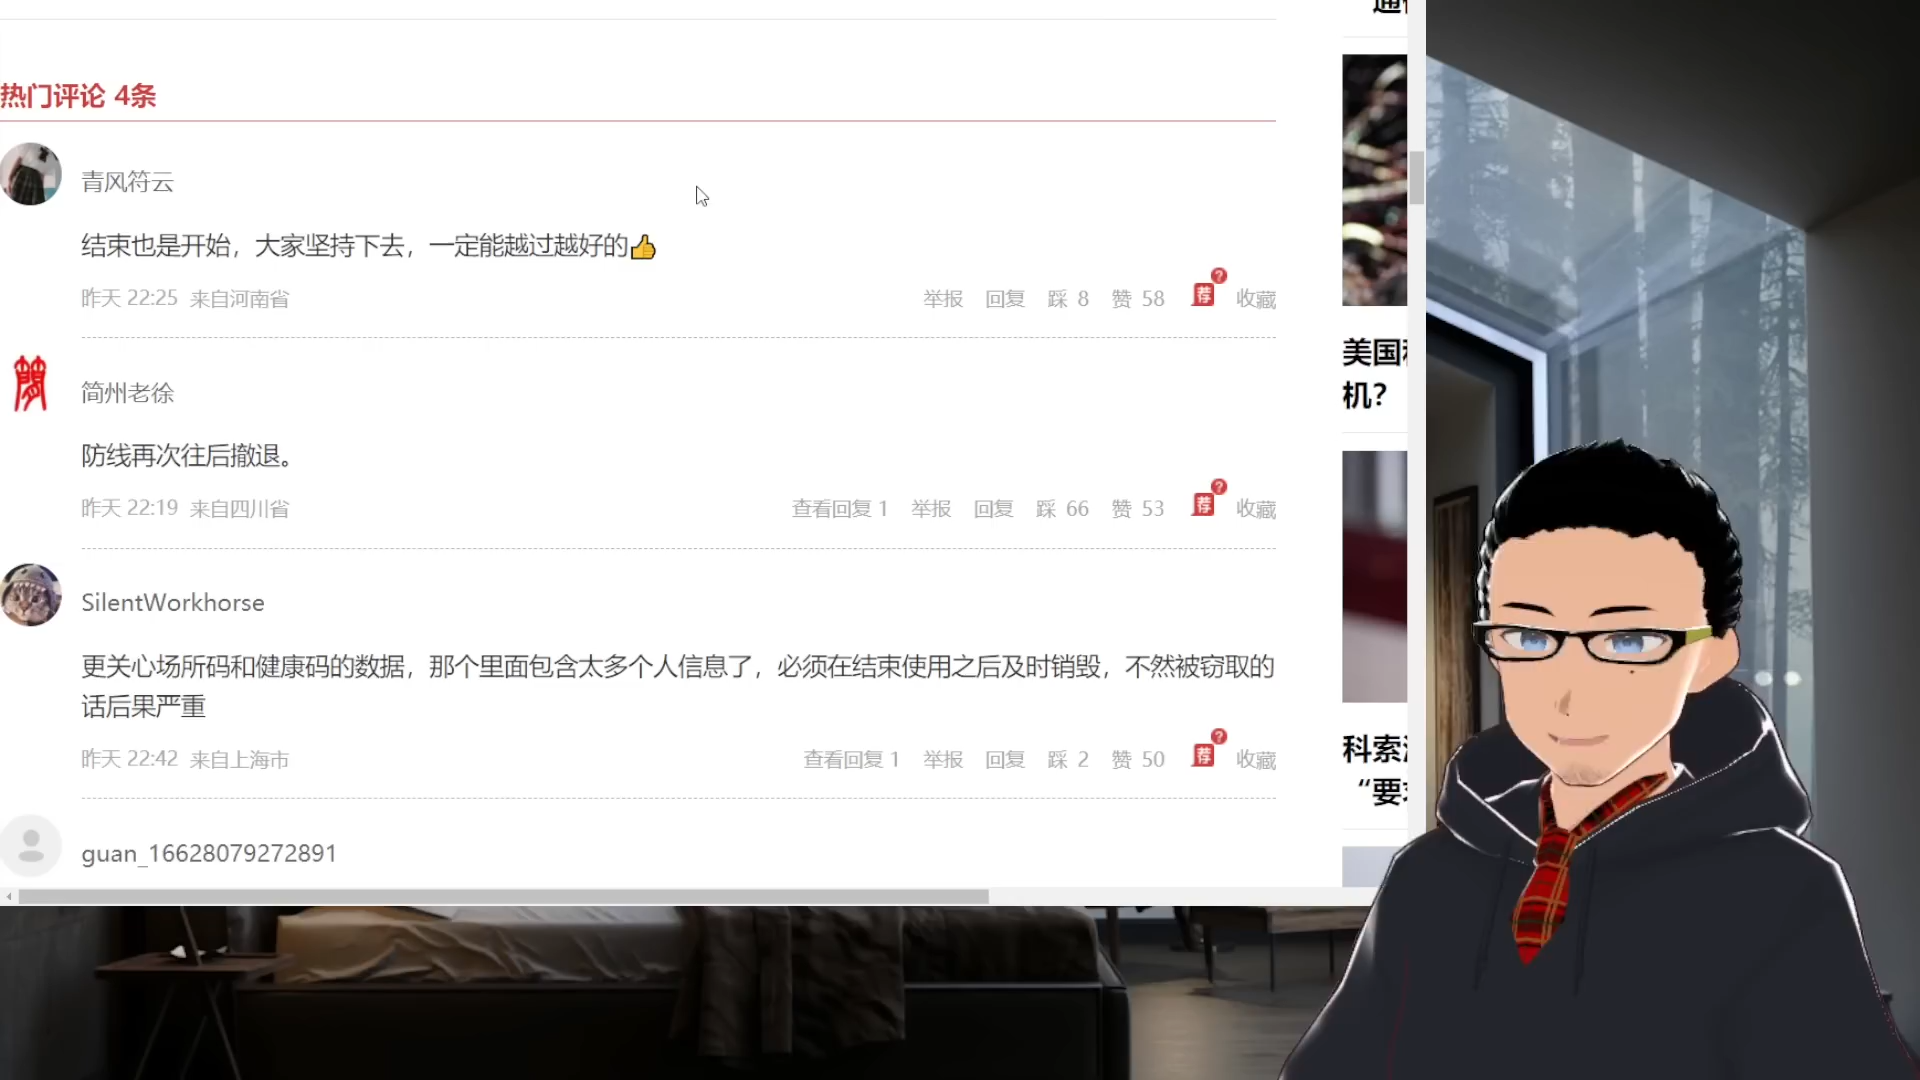 热门评论 4条
青风符云
结束也是开始，大家坚持下去，一定能越过越好的👍
昨天 22:25 来自河南省 举报 回复 踩 8 赞 58 荐 ? 收藏
简州老徐
防线再次往后撤退。
昨天 22:19 来自四川省 查看回复 1 举报 回复 踩 66 赞 53 荐 ? 收藏
SilentWorkhorse
更关心场所码和健康码的数据，那个里面包含太多个人信息了，必须在结束使用之后及时销毁，不然被窃取的
话后果严重
昨天 22:42 来自上海市 查看回复 1 举报 回复 踩 2 赞 50 荐 ? 收藏
guan_16628079272891
美国
机？
科索
“要